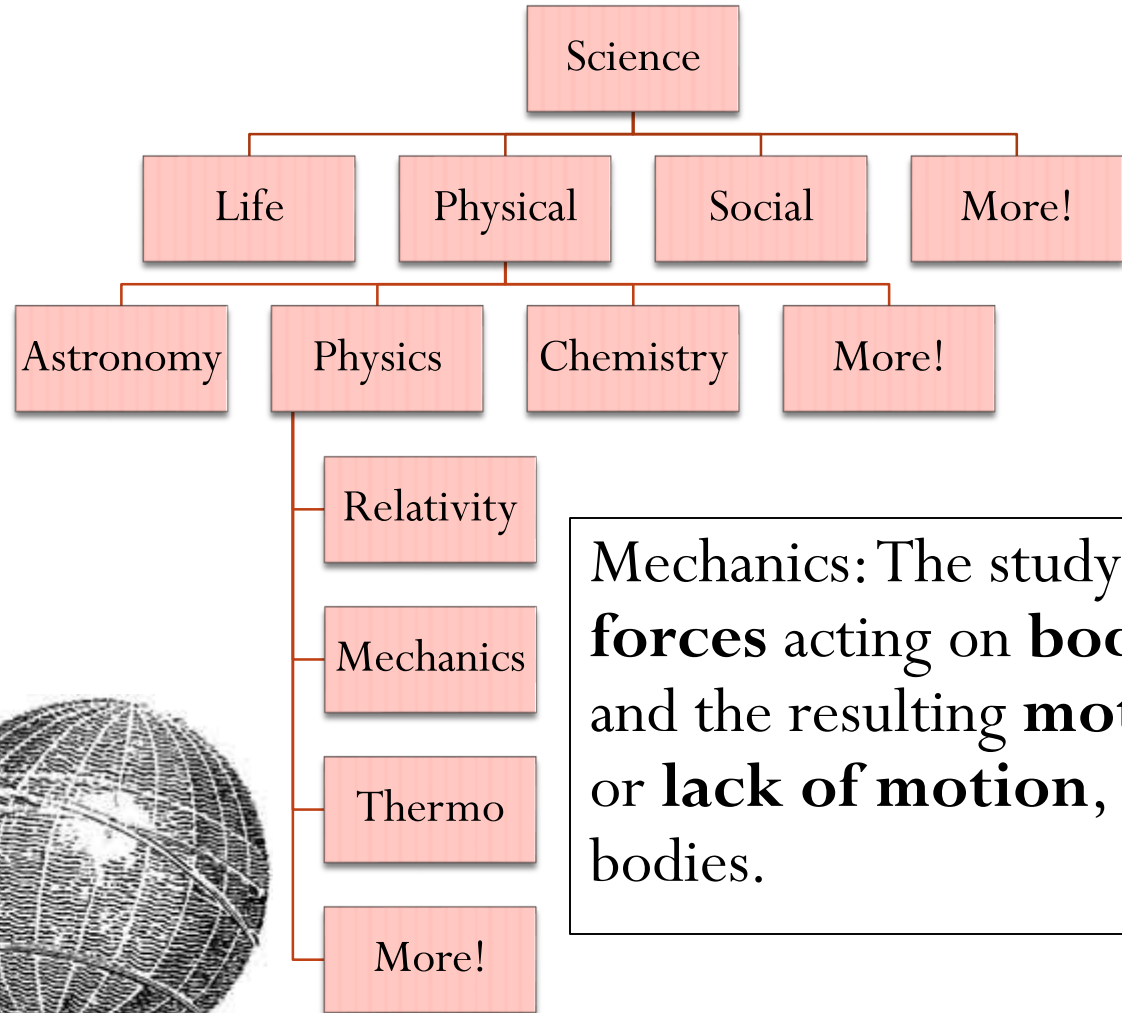 Science
Life Physical Social More!
Astronomy Physics Chemistry More!
Relativity
Mechanics
Thermo
More!
Mechanics: The study
forces acting on
and the resulting
or lack of motion,
bodies.